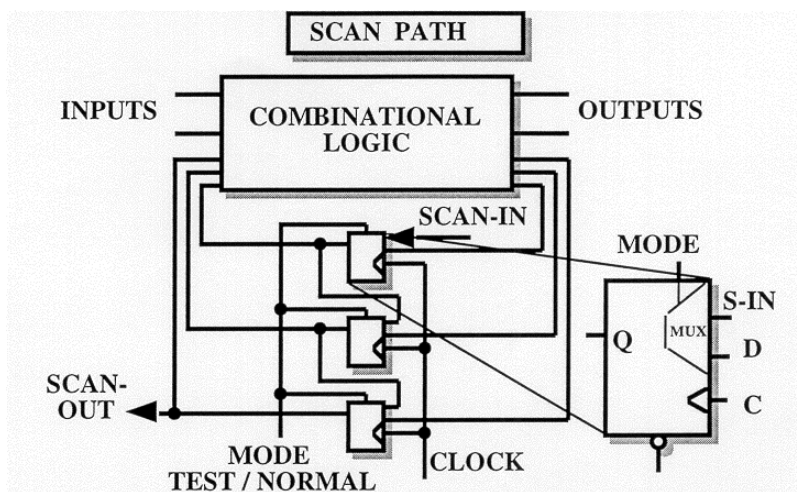 SCAN PATH
INPUTS
COMBINATIONAL
LOGIC
OUTPUTS
SCAN-IN
MODE
S-IN
MUX
Q
D
C
SCAN-
OUT
MODE
TEST / NORMAL
CLOCK